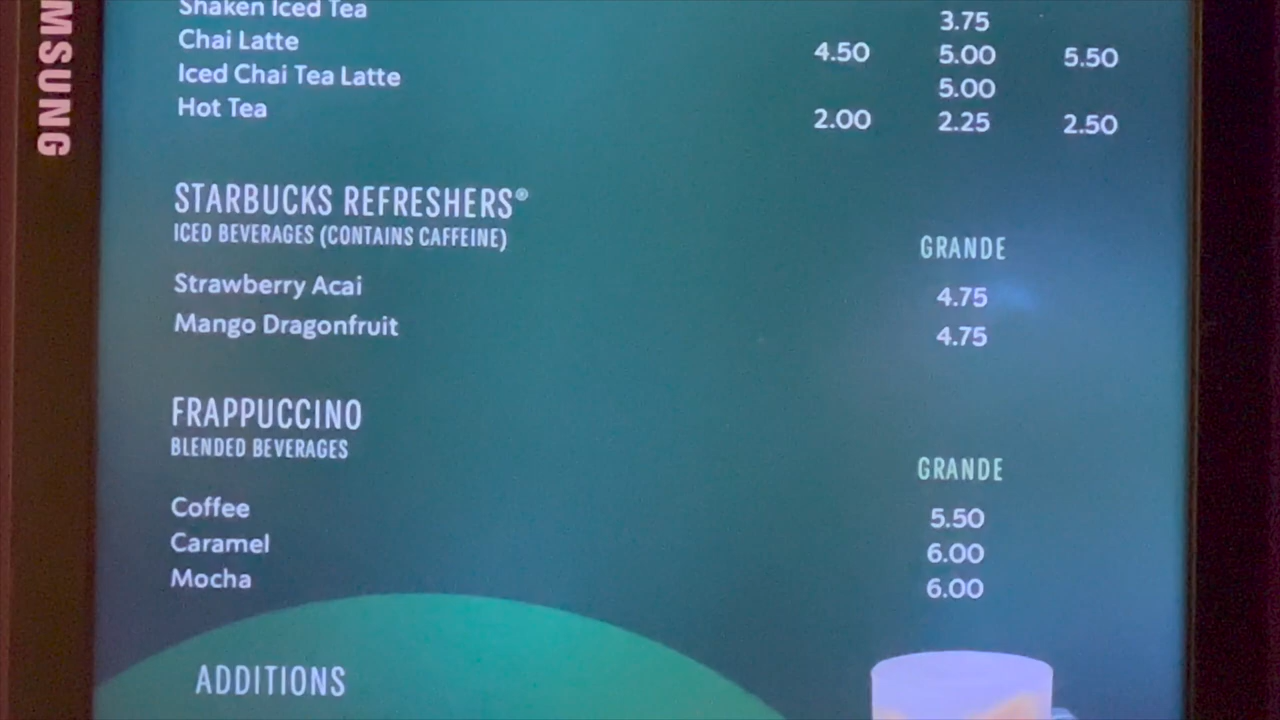 SAMSUNG
Shaken Iced Tea 3.75
Chai Latte 4.50 5.00 5.50
Iced Chai Tea Latte 5.00
Hot Tea 2.00 2.25 2.50
STARBUCKS REFRESHERS®
ICED BEVERAGES (CONTAINS CAFFEINE)
GRANDE
Strawberry Acai 4.75
Mango Dragonfruit 4.75
FRAPPUCCINO
BLENDED BEVERAGES
GRANDE
Coffee 5.50
Caramel 6.00
Mocha 6.00
ADDITIONS